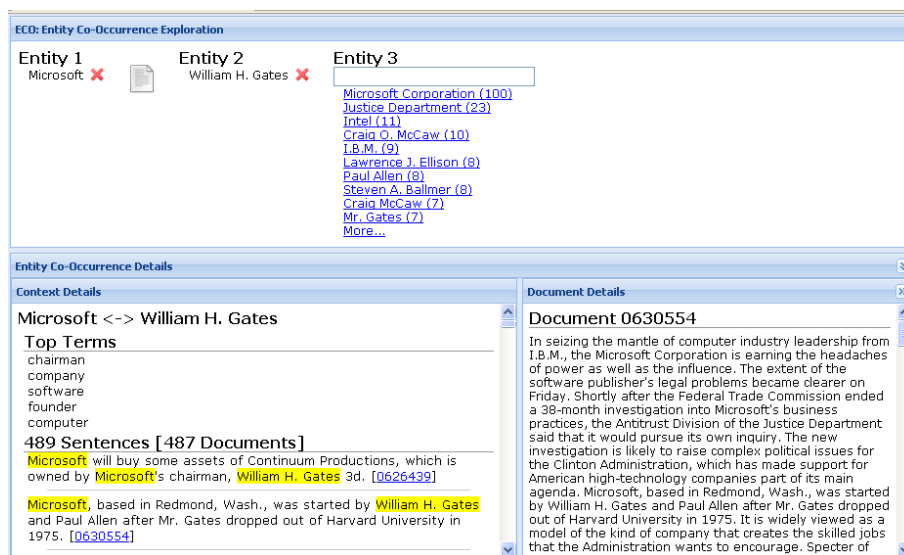 ECO: Entity Co-Occurrence Exploration
Entity 1
Microsoft
Entity 2
William H. Gates
Entity 3
Microsoft Corporation (100)
Justice Department (23)
Intel (11)
Craig O. McCaw (10)
I.B.M. (9)
Lawrence J. Ellison (8)
Paul Allen (8)
Steven A. Ballmer (8)
Craig McCaw (7)
Mr. Gates (7)
More...
Entity Co-Occurrence Details
Context Details
Microsoft <-> William H. Gates
Top Terms
chairman
company
software
founder
computer
489 Sentences [487 Documents]
Microsoft will buy some assets of Continuum Productions, which is
owned by Microsoft's chairman, William H. Gates 3d. [0626439]
Microsoft, based in Redmond, Wash., was started by William H. Gates
and Paul Allen after Mr. Gates dropped out of Harvard University in
1975. [0630554]
Document Details
Document 0630554
In seizing the mantle of computer industry leadership from
I.B.M., the Microsoft Corporation is earning the headaches
of power as well as the influence. The extent of the
software publisher's legal problems became clearer on
Friday. Shortly after the Federal Trade Commission ended
a 38-month investigation into Microsoft's business
practices, the Antitrust Division of the Justice Department
said that it would pursue its own inquiry. The new
investigation is likely to raise complex political issues for
the Clinton Administration, which has made support for
American high-technology companies part of its main
agenda. Microsoft, based in Redmond, Wash., was started
by William H. Gates and Paul Allen after Mr. Gates dropped
out of Harvard University in 1975. It is widely viewed as a
model of the kind of company that creates the skilled jobs
that the Administration wants to encourage. Specter of